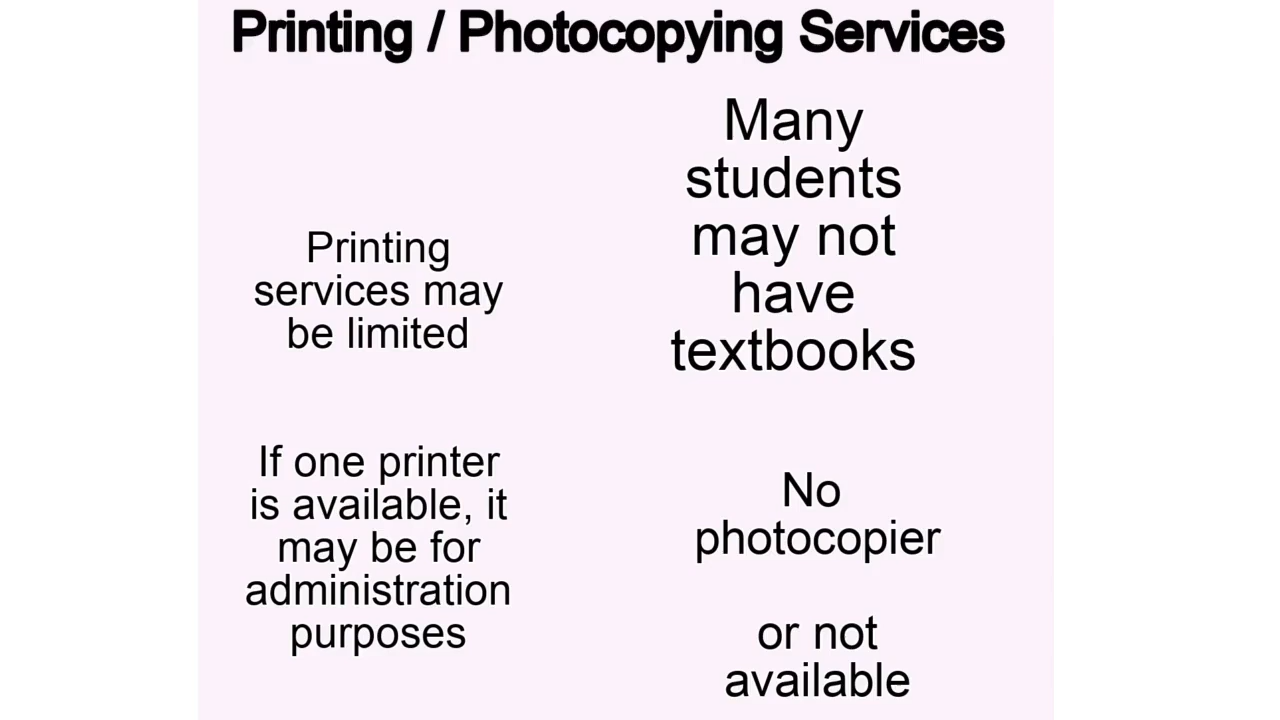 Printing / Photocopying Services
Printing
services may
be limited
Many
students
may not
have
textbooks
If one printer
is available, it
may be for
administration
purposes
No
photocopier
or not
available